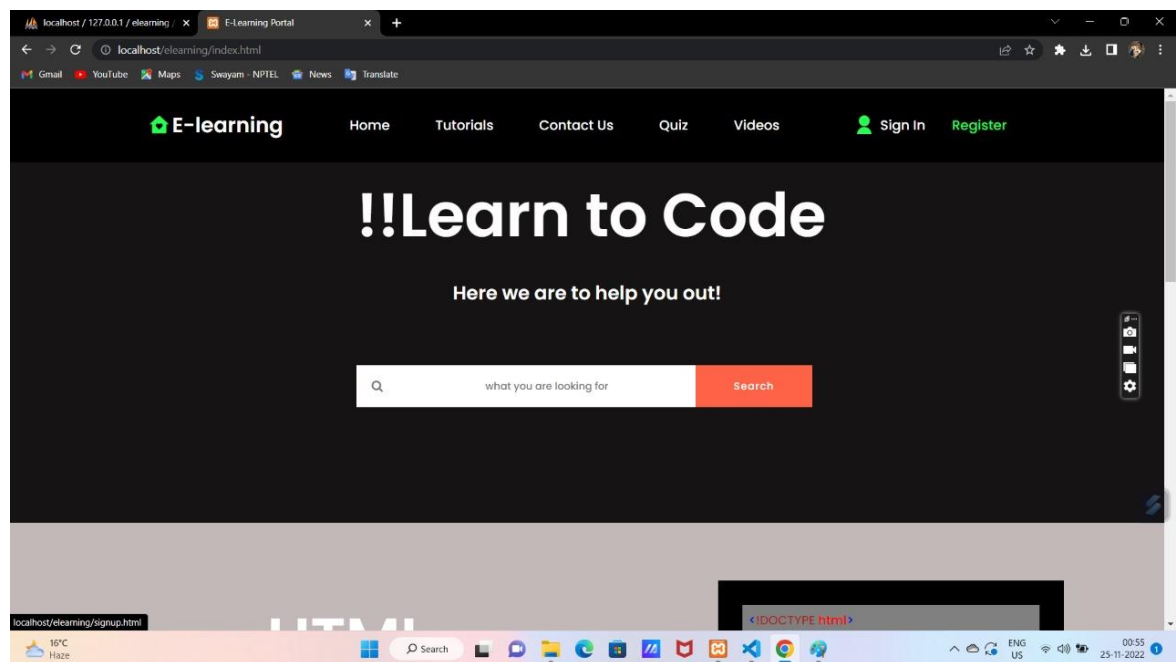 localhost / 127.0.0.1 / elearning /
E-Learning Portal
localhost/elearning/index.html
Gmail YouTube Maps Swayam - NPTEL News Translate
E-learning Home Tutorials Contact Us Quiz Videos Sign In Register
!!Learn to Code
Here we are to help you out!
what you are looking for Search
HTML
<!DOCTYPE html>
localhost/elearning/signup.html
16°C
Haze
Search
ENG
US
00:55
25-11-2022
1